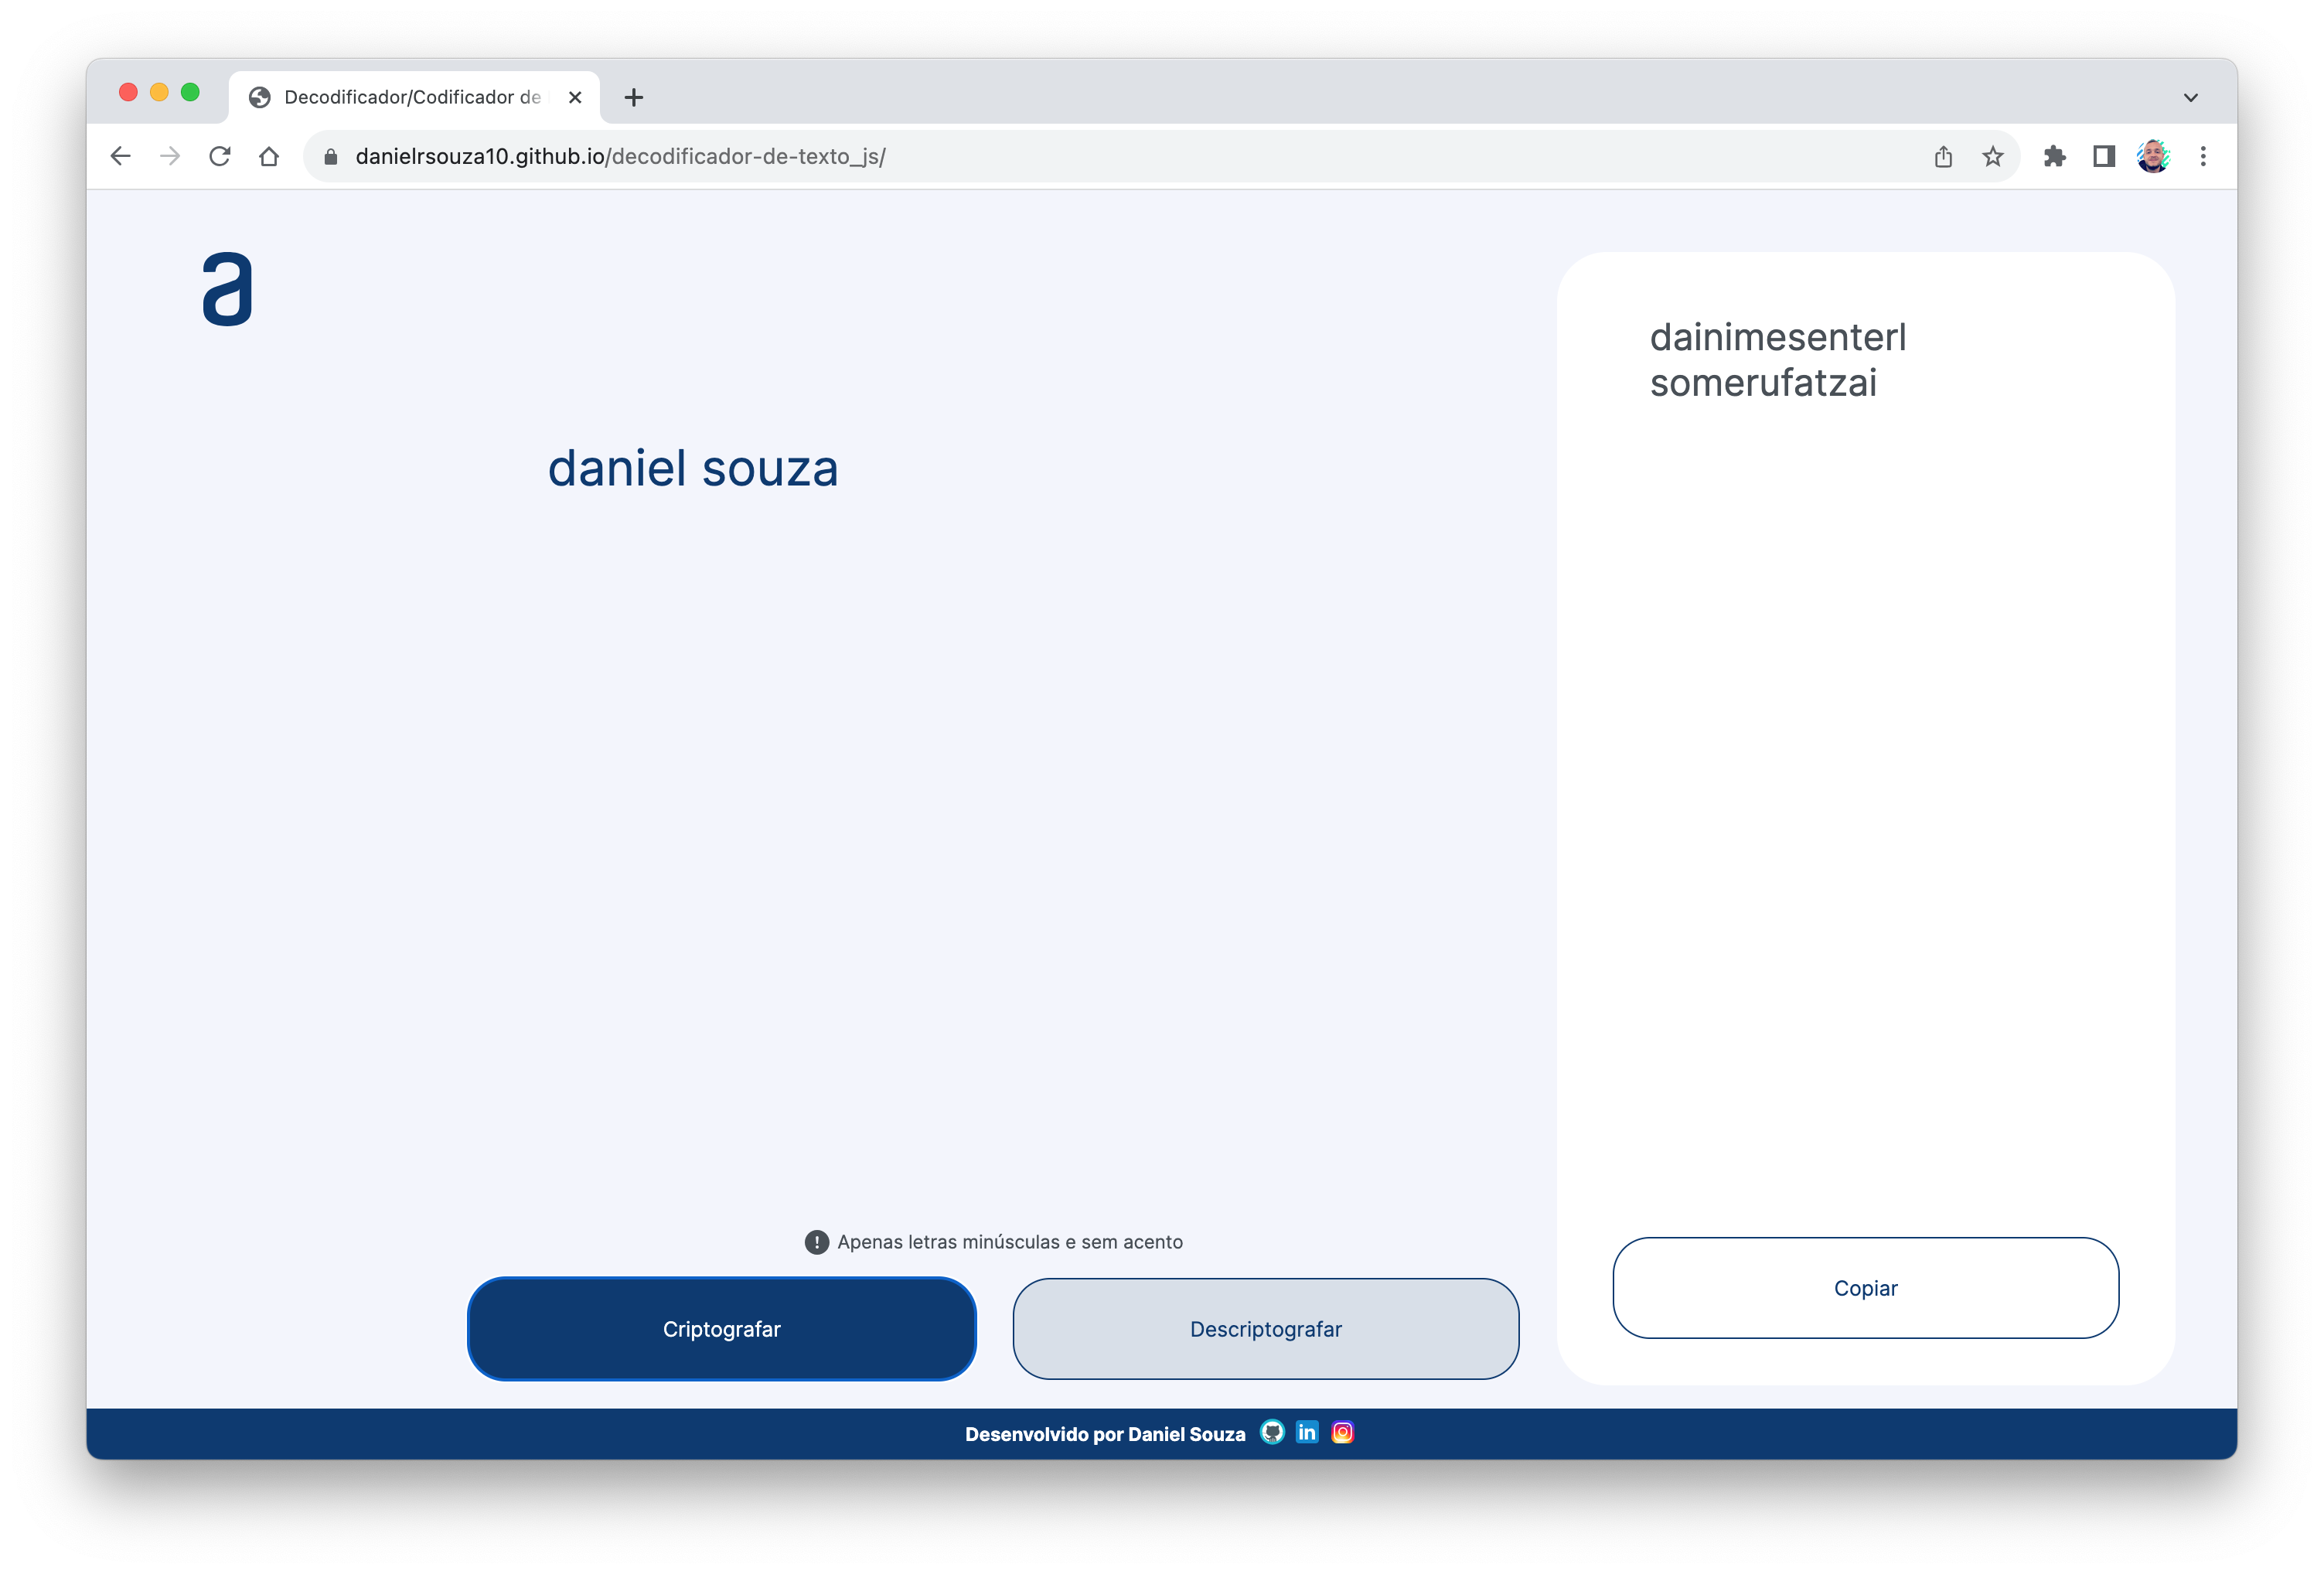 Decodificador/Codificador de
danielrsouza10.github.io/decodificador-de-texto_js/
a
daniel souza
dainimesenterl
somerufatzai
Apenas letras minúsculas e sem acento
Criptografar
Descriptografar
Copiar
Desenvolvido por Daniel Souza
in